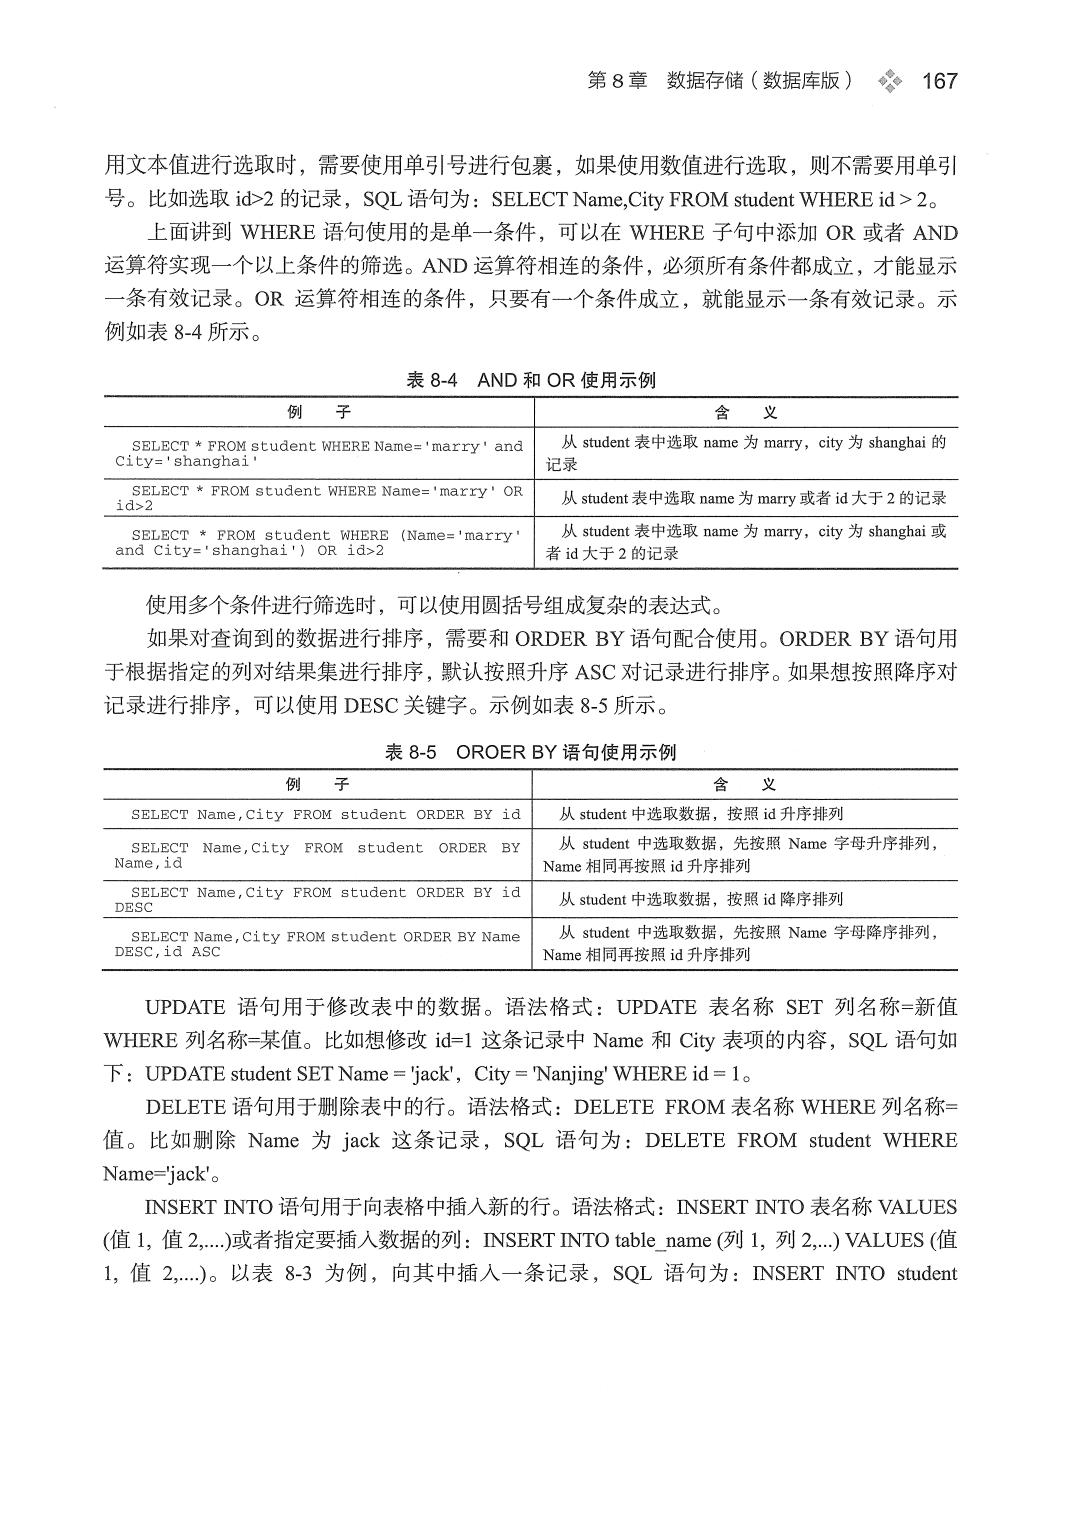 第 8 章　数据存储（数据库版）　167
用文本值进行选取时，需要使用单引号进行包裹，如果使用数值进行选取，则不需要用单引
号。比如选取 id>2 的记录，SQL 语句为：SELECT Name,City FROM student WHERE id > 2。
上面讲到 WHERE 语句使用的是单一条件，可以在 WHERE 子句中添加 OR 或者 AND
运算符实现一个以上条件的筛选。AND 运算符相连的条件，必须所有条件都成立，才能显示
一条有效记录。OR 运算符相连的条件，只要有一个条件成立，就能显示一条有效记录。示
例如表 8-4 所示。
表 8-4　AND 和 OR 使用示例
例　子　含　义
SELECT * FROM student WHERE Name='marry' and
City='shanghai'
从 student 表中选取 name 为 marry，city 为 shanghai 的
记录
SELECT * FROM student WHERE Name='marry' OR
id>2
从 student 表中选取 name 为 marry 或者 id 大于 2 的记录
SELECT * FROM student WHERE (Name='marry'
and City='shanghai') OR id>2
从 student 表中选取 name 为 marry，city 为 shanghai 或
者 id 大于 2 的记录
使用多个条件进行筛选时，可以使用圆括号组成复杂的表达式。
如果对查询到的数据进行排序，需要和 ORDER BY 语句配合使用。ORDER BY 语句用
于根据指定的列对结果集进行排序，默认按照升序 ASC 对记录进行排序。如果想按照降序对
记录进行排序，可以使用 DESC 关键字。示例如表 8-5 所示。
表 8-5　OROER BY 语句使用示例
例　子　含　义
SELECT Name,City FROM student ORDER BY id
从 student 中选取数据，按照 id 升序排列
SELECT Name,City FROM student ORDER BY
Name,id
从 student 中选取数据，先按照 Name 字母升序排列，
Name 相同再按照 id 升序排列
SELECT Name,City FROM student ORDER BY id
DESC
从 student 中选取数据，按照 id 降序排列
SELECT Name,City FROM student ORDER BY Name
DESC,id ASC
从 student 中选取数据，先按照 Name 字母降序排列，
Name 相同再按照 id 升序排列
UPDATE 语句用于修改表中的数据。语法格式：UPDATE 表名称 SET 列名称=新值
WHERE 列名称=某值。比如想修改 id=1 这条记录中 Name 和 City 表项的内容，SQL 语句如
下：UPDATE student SET Name = 'jack'，City = 'Nanjing' WHERE id = 1。
DELETE 语句用于删除表中的行。语法格式：DELETE FROM 表名称 WHERE 列名称=
值。比如删除 Name 为 jack 这条记录，SQL 语句为：DELETE FROM student WHERE
Name='jack'。
INSERT INTO 语句用于向表格中插入新的行。语法格式：INSERT INTO 表名称 VALUES
(值 1, 值 2,....)或者指定要插入数据的列：INSERT INTO table_name (列 1, 列 2,...) VALUES (值
1, 值 2,....)。以表 8-3 为例，向其中插入一条记录，SQL 语句为：INSERT INTO student